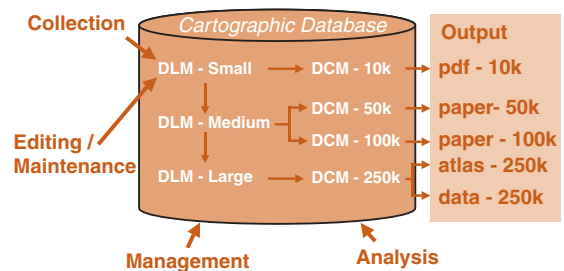 Collection
Cartographic Database
Output
DLM - Small
DCM - 10k
pdf - 10k
DCM - 50k
paper- 50k
Editing /
Maintenance
DLM - Medium
DCM - 100k
paper - 100k
atlas - 250k
DLM - Large
DCM - 250k
data - 250k
Management
Analysis